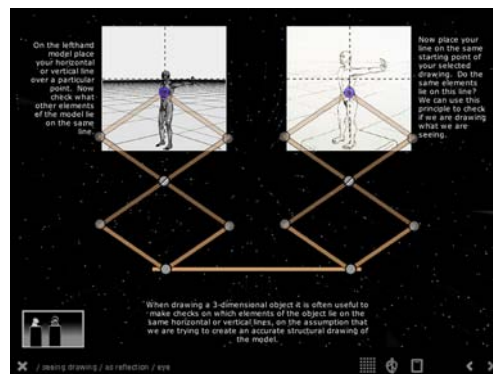 On the lefthand
model place your
horizontal
or vertical line
over a particular
point.  Now
check what
other elements
of the model lie
on the same
line.
Now place your
line on the same
starting point of
your selected
drawing.  Do the
same elements
lie on this line?
We can use this
principle to check
if we are drawing
what we are
seeing.
When drawing a 3-dimensional object it is often useful to
make checks on which elements of the object lie on the
same horizontal or vertical lines, on the assumption that
we are trying to create an accurate structural drawing of
the model.
/ seeing drawing / as reflection / eye